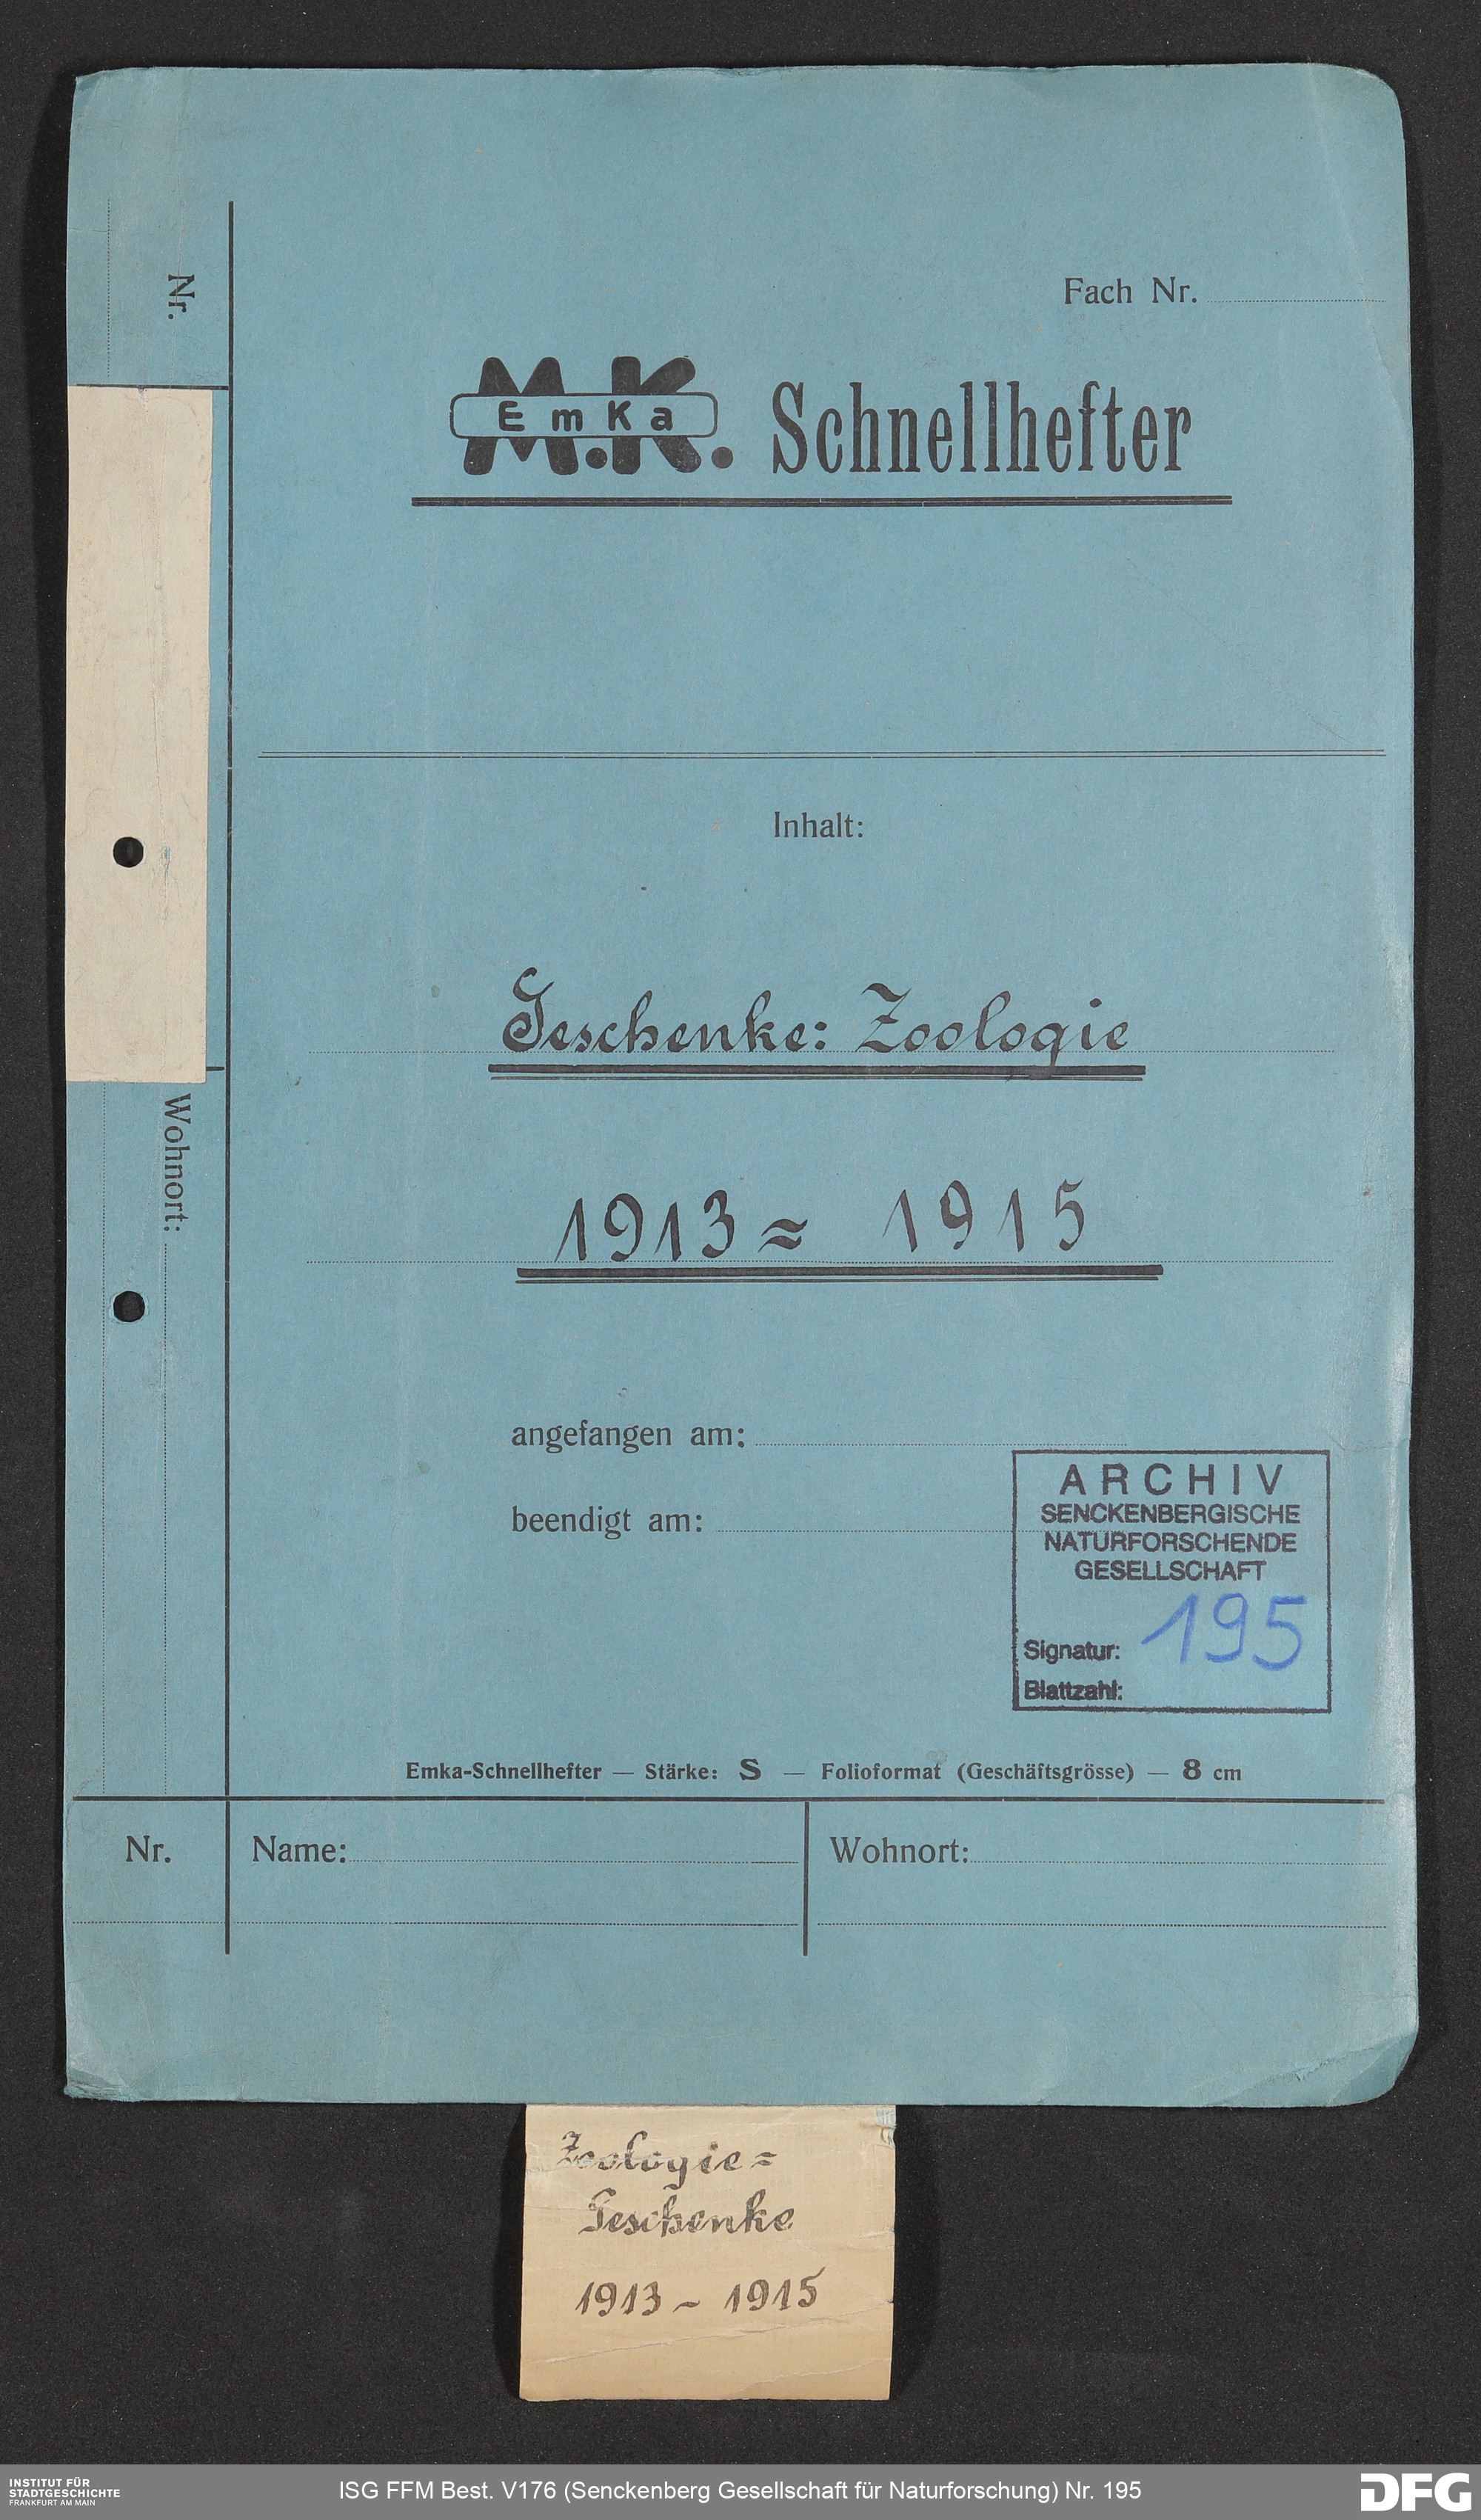 Nr.
Fach Nr.
M.K.
EmKa
Schnellhefter
Inhalt:
Geschenke: Zoologie
1913 = 1915
Wohnort:
angefangen am:
beendigt am:
ARCHIV
SENCKENBERGISCHE
NATURFORSCHENDE
GESELLSCHAFT
Signatur: 195
Blattzahl:
Emka-Schnellhefter — Stärke: S — Folioformat (Geschäftsgrösse) — 8 cm
Nr. Name: Wohnort:
Zoologie=
Geschenke
1913 - 1915
INSTITUT FÜR
STADTGESCHICHTE
FRANKFURT AM MAIN
ISG FFM Best. V176 (Senckenberg Gesellschaft für Naturforschung) Nr. 195
DFG